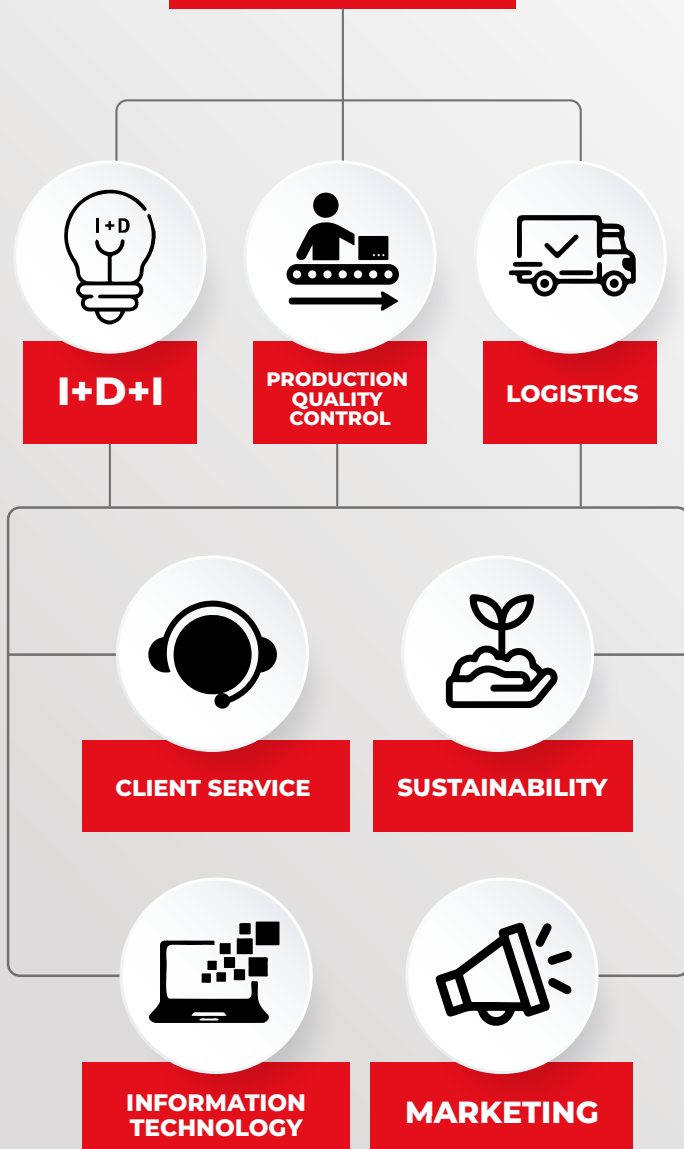 I+D
I+D+I
PRODUCTION
QUALITY
CONTROL
LOGISTICS
CLIENT SERVICE
SUSTAINABILITY
INFORMATION
TECHNOLOGY
MARKETING